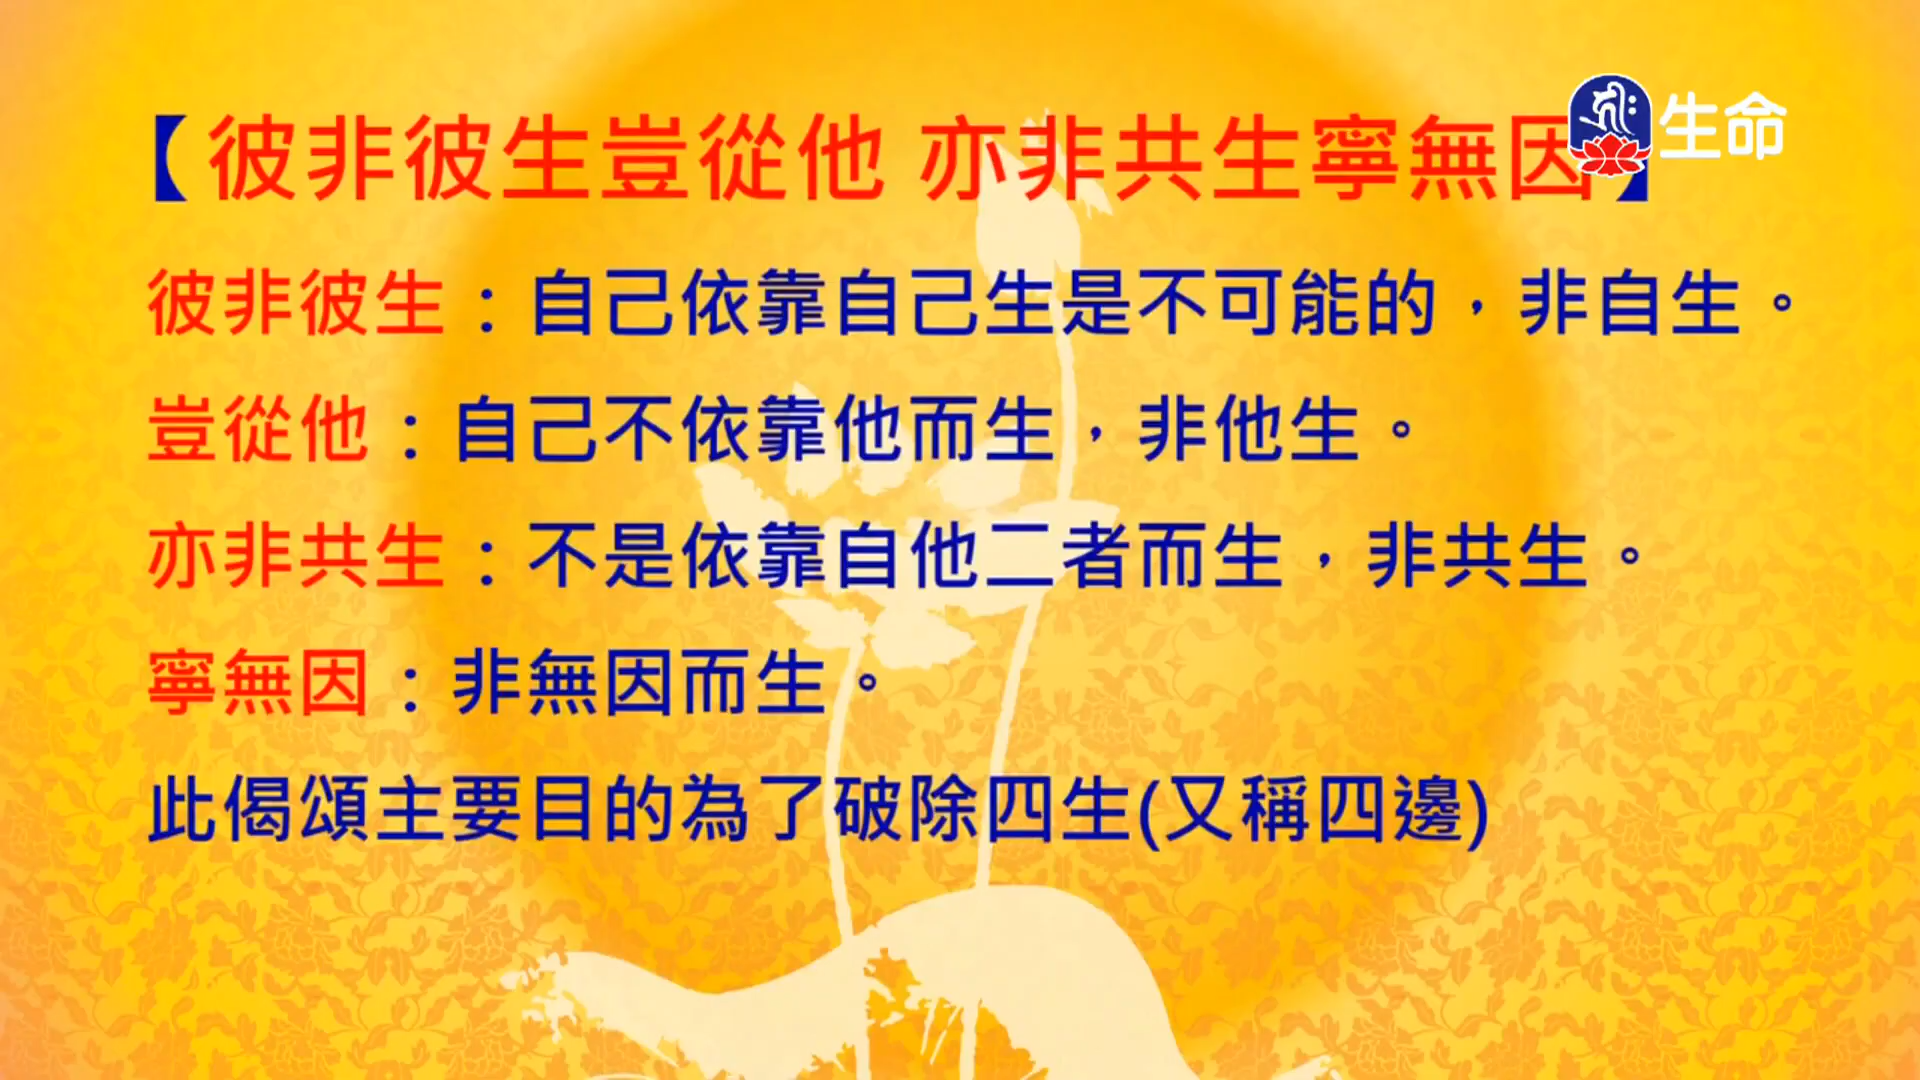 【彼非彼生豈從他 亦非共生寧無因】
生命
彼非彼生：自己依靠自己生是不可能的，非自生。
豈從他：自己不依靠他而生，非他生。
亦非共生：不是依靠自他二者而生，非共生。
寧無因：非無因而生。
此偈頌主要目的為了破除四生(又稱四邊)